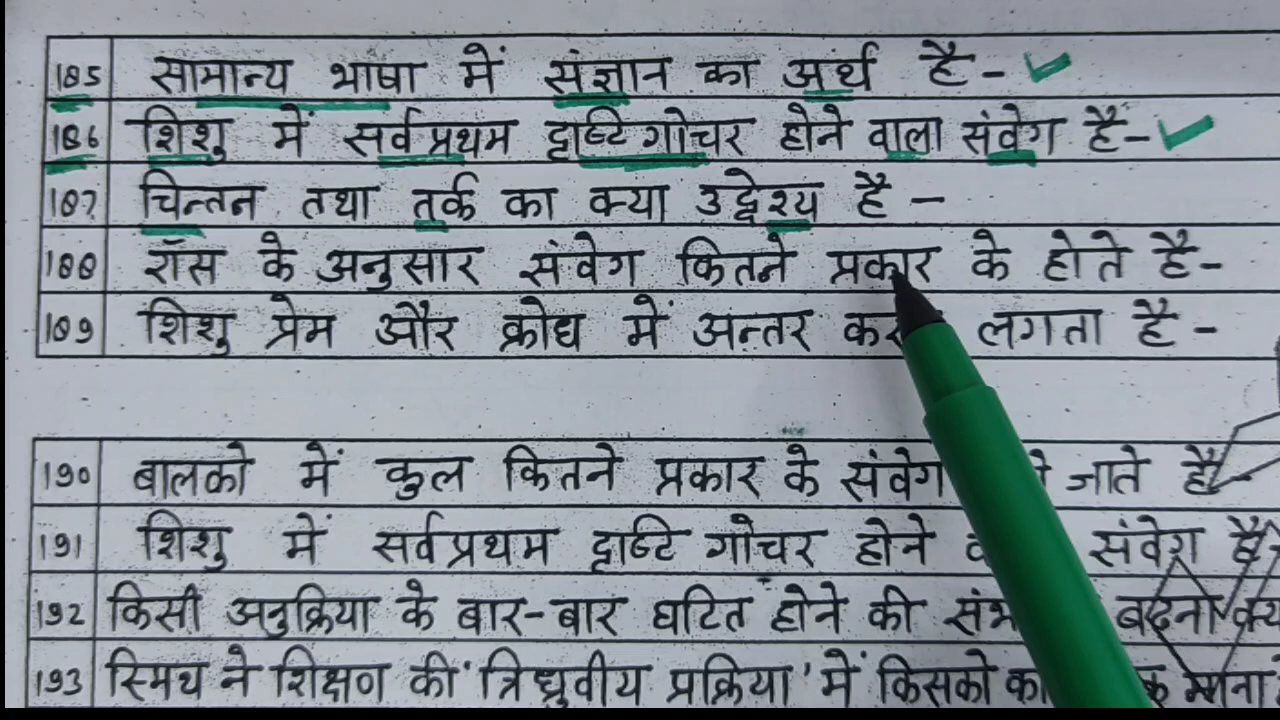 185 सामान्य भाषा में संज्ञान का अर्थ है-
186 शिशु में सर्वप्रथम दृष्टिगोचर होने वाला संवेग है-
187 चिन्तन तथा तर्क का क्या उद्देश्य है -
188 रॉस के अनुसार संवेग कितने प्रकार के होते है-
189 शिशु प्रेम और क्रोध में अन्तर लगता है -
190 बालको में कुल कितने प्रकार के संवेग जाते है-
191 शिशु में सर्वप्रथम दृष्टि गोचर होने संवेग है-
192 किसी अनुक्रिया के बार-बार घटित होने की बढ़ना
193 स्मिथ ने शिक्षण की 'त्रिध्रुवीय प्रक्रिया' में किसको माना